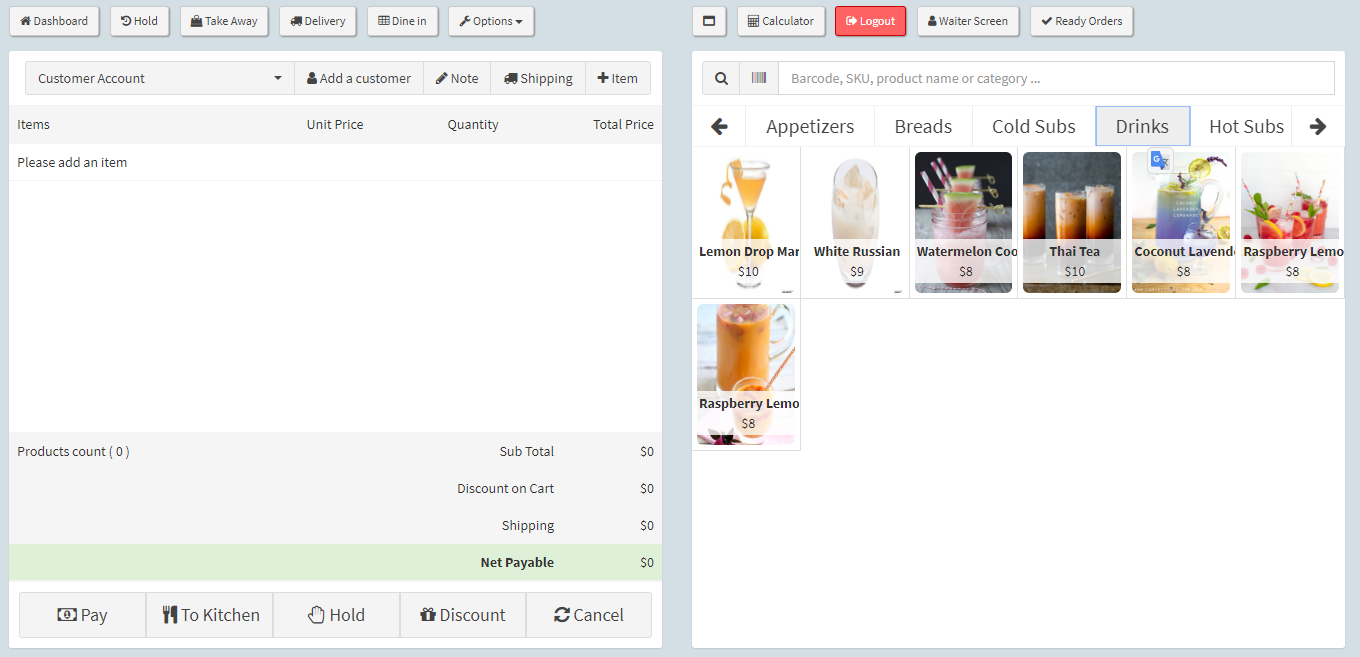 Dashboard
Hold
Take Away
Delivery
Dine in
Options
Calculator
Logout
Waiter Screen
Ready Orders
Customer Account
Add a customer
Note
Shipping
Item
Barcode, SKU, product name or category ...
Items Unit Price Quantity Total Price
Please add an item
Appetizers
Breads
Cold Subs
Drinks
Hot Subs
Lemon Drop Mar
$10
White Russian
$9
Watermelon Coo
$8
Thai Tea
$10
COCONUT
LAVENDER
LEMONADE
Coconut Lavende
$8
Raspberry Lemo
$8
Raspberry Lemo
$8
Products count ( 0 ) Sub Total $0
Discount on Cart $0
Shipping $0
Net Payable $0
Pay
To Kitchen
Hold
Discount
Cancel